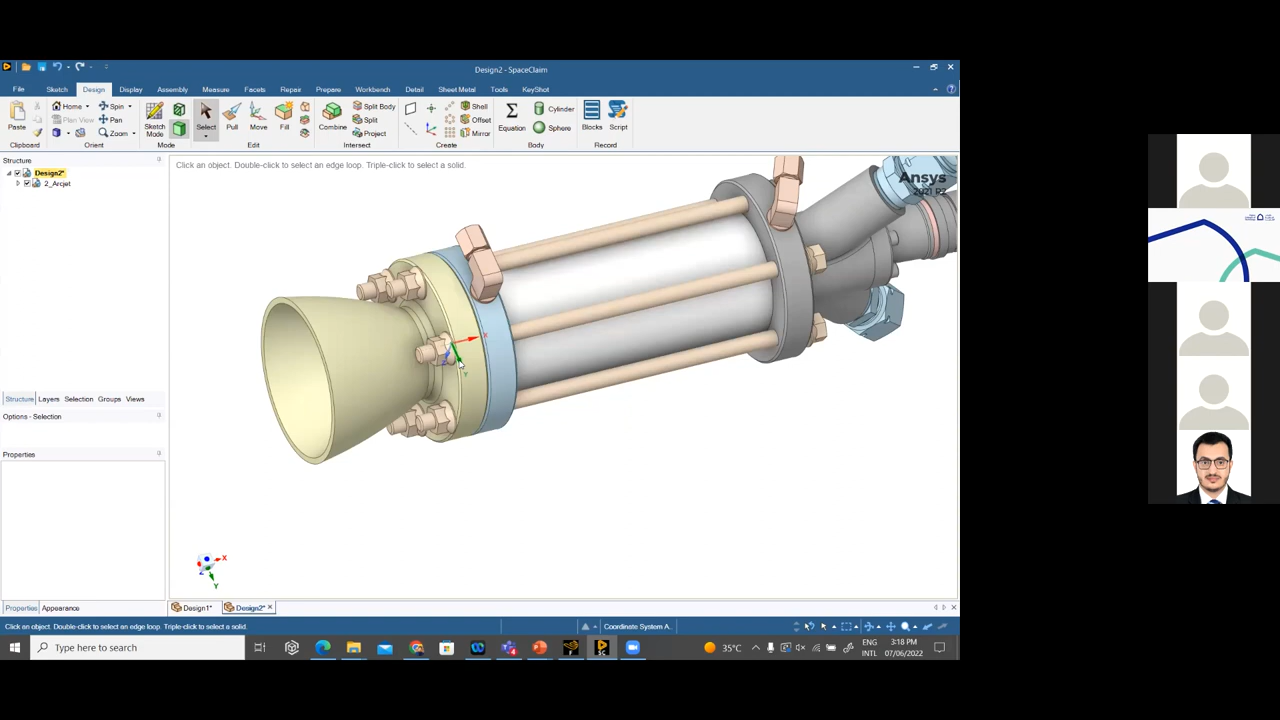 Design2 - SpaceClaim
File Sketch Design Display Assembly Measure Facets Repair Prepare Workbench Detail Sheet Metal Tools KeyShot
Home Spin Split Body Shell Cylinder
Plan View Pan Split Offset Sphere
Zoom Project Mirror
Paste Sketch Mode Select Pull Move Fill Combine Equation Blocks Script
Clipboard Orient Mode Edit Intersect Create Body Record
Structure
Click an object. Double-click to select an edge loop. Triple-click to select a solid.
Design2*
2_Arcjet
Ansys
2021 R2
X
Y
Z
Structure Layers Selection Groups Views
Options - Selection
Properties
X
Y
Z
Properties Appearance
Design1* Design2*
Click an object. Double-click to select an edge loop. Triple-click to select a solid.
Coordinate System A..
Type here to search
35°C
ENG
INTL
3:18 PM
07/06/2022